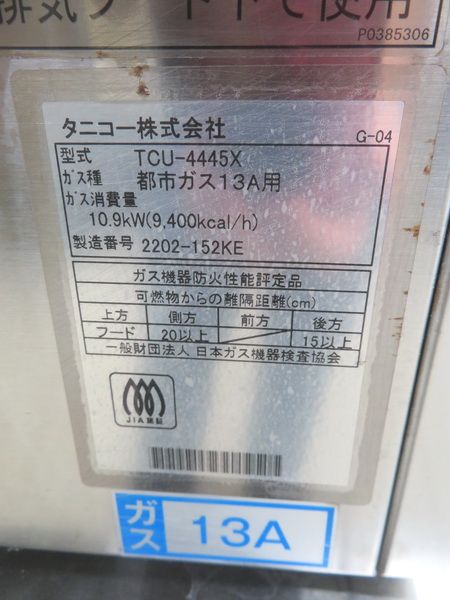 排気フード下で使用
P0385306
タニコー株式会社
G-04
型式 TCU-4445X
ガス種 都市ガス13A用
ガス消費量
10.9kW(9,400kcal/h)
製造番号 2202-152KE
ガス機器防火性能評定品
可燃物からの離隔距離(cm)
上方 側方 前方 後方
フード 20以上 15以上
一般財団法人 日本ガス機器検査協会
JIA認証
ガス 13A